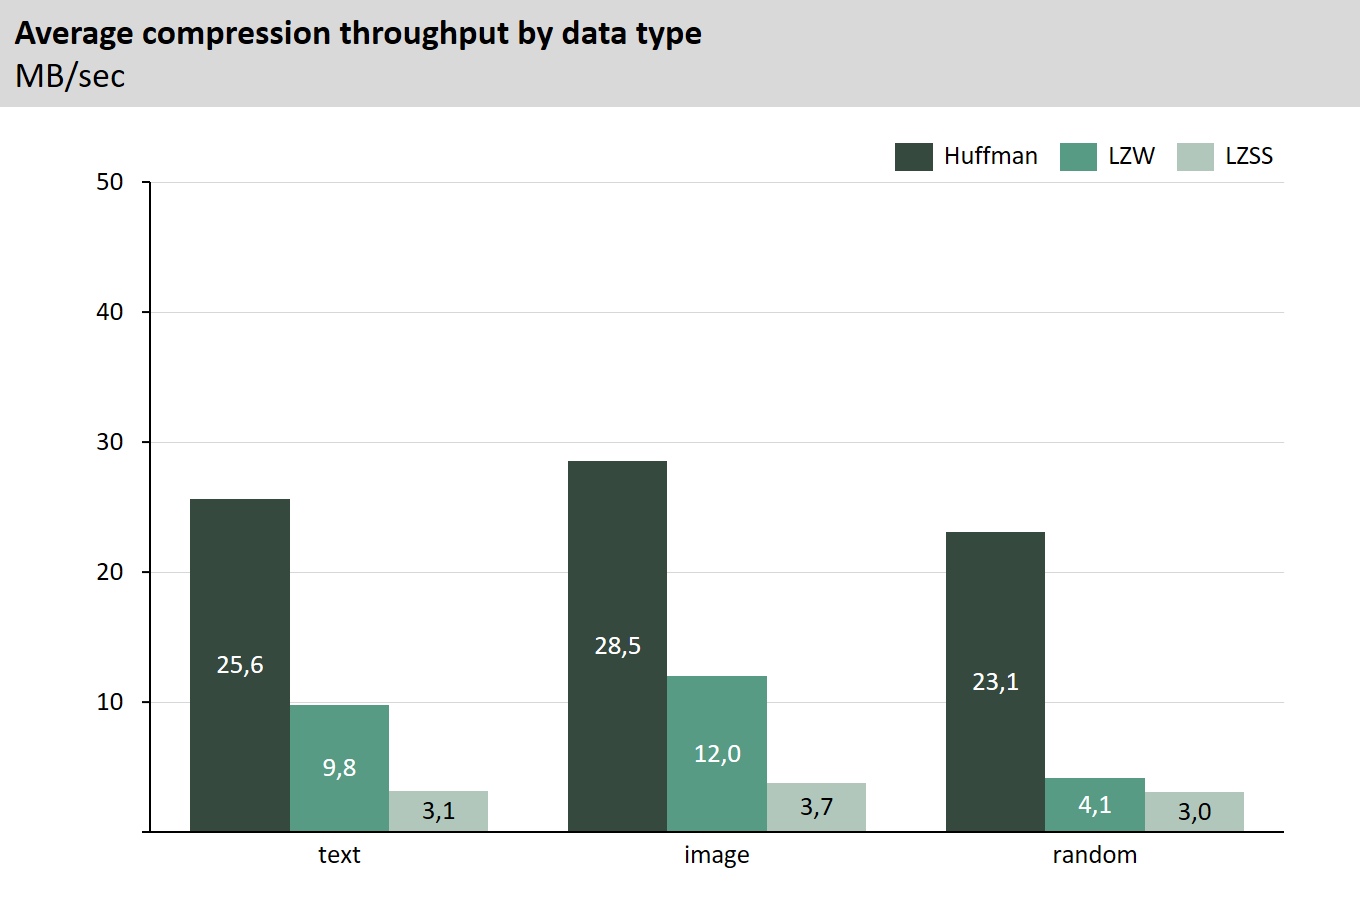 Average compression throughput by data type
MB/sec
Huffman LZW LZSS
50
40
30
20
10
25,6 9,8 3,1
28,5 12,0 3,7
23,1 4,1 3,0
text image random